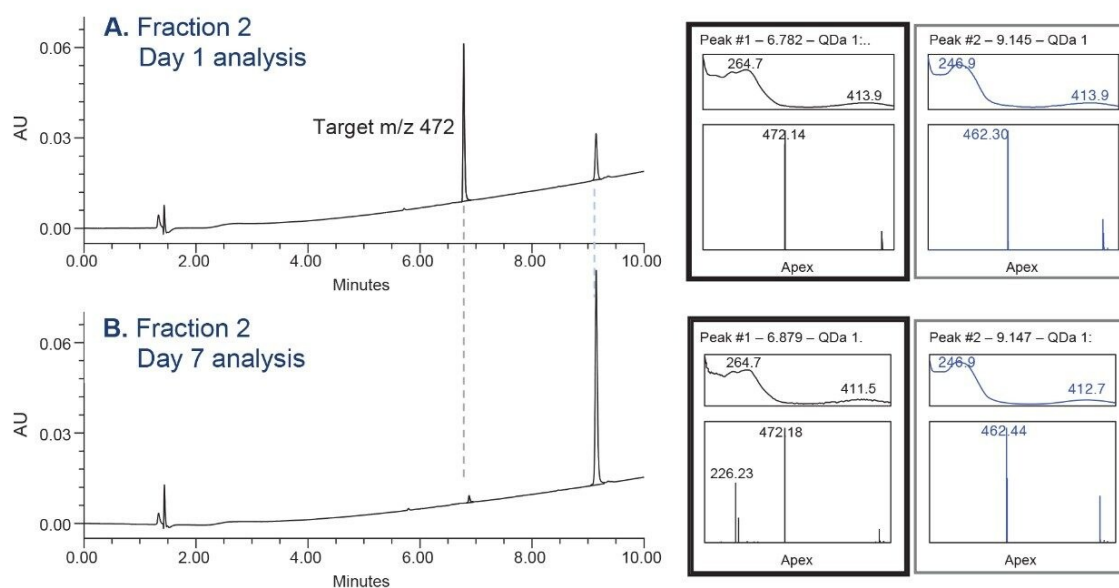 A. Fraction 2
Day 1 analysis
0.06
0.03
0.00
AU
Target m/z 472
0.00 2.00 4.00 6.00 8.00 10.00
Minutes
Peak #1 – 6.782 – QDa 1:..
264.7
413.9
472.14
Apex
Peak #2 – 9.145 – QDa 1
246.9
413.9
462.30
Apex
B. Fraction 2
Day 7 analysis
0.06
0.03
0.00
AU
0.00 2.00 4.00 6.00 8.00 10.00
Minutes
Peak #1 – 6.879 – QDa 1.
264.7
411.5
472.18
226.23
Apex
Peak #2 – 9.147 – QDa 1:
246.9
412.7
462.44
Apex